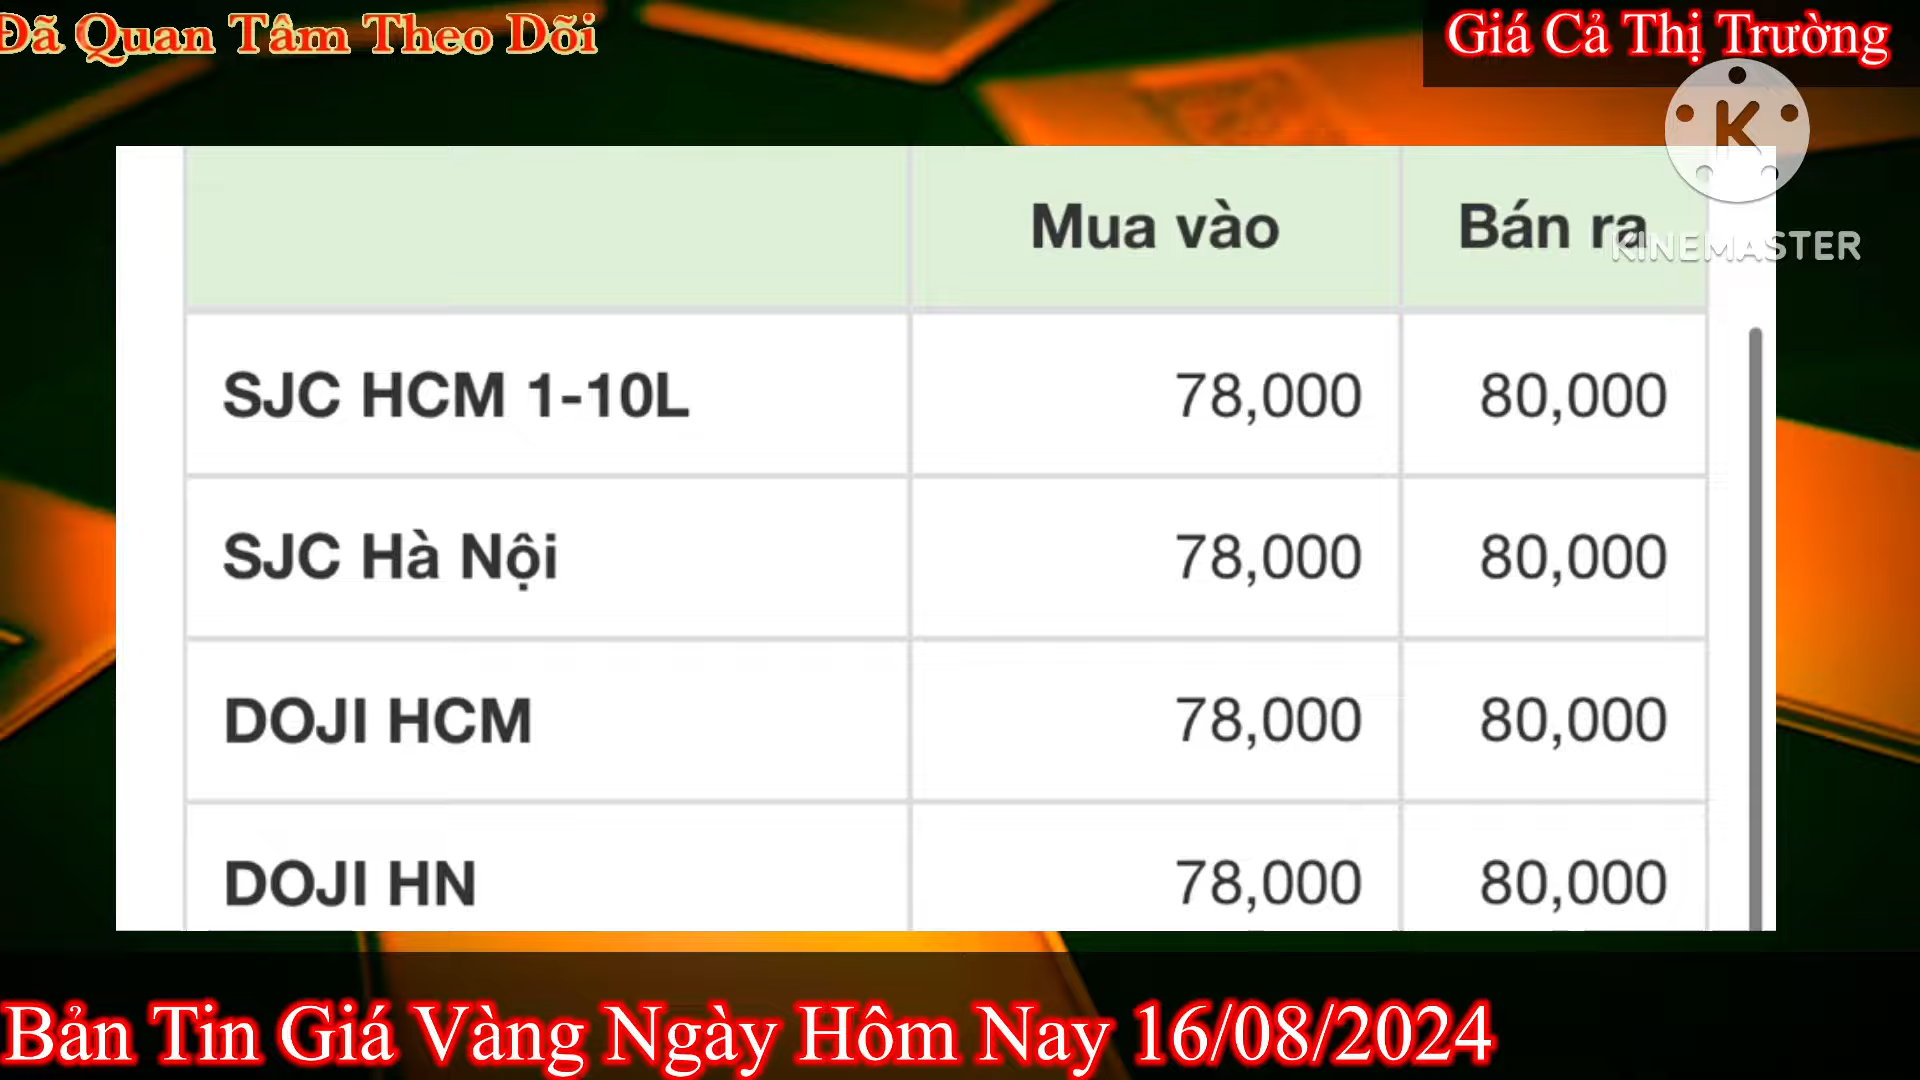 Đã Quan Tâm Theo Dõi
Giá Cả Thị Trường
K
KINEMASTER
Mua vào Bán ra
SJC HCM 1-10L 78,000 80,000
SJC Hà Nội 78,000 80,000
DOJI HCM 78,000 80,000
DOJI HN 78,000 80,000
Bản Tin Giá Vàng Ngày Hôm Nay 16/08/2024